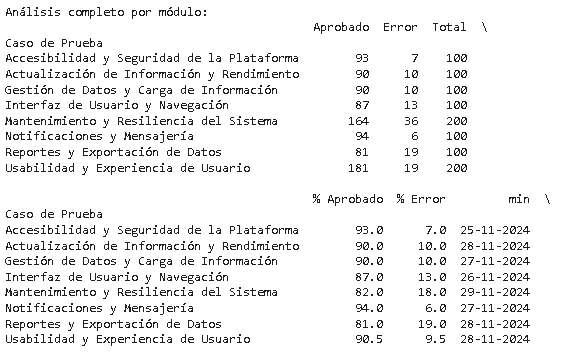 Análisis completo por módulo:
Aprobado  Error  Total  \
Caso de Prueba
Accesibilidad y Seguridad de la Plataforma  93  7  100
Actualización de Información y Rendimiento  90  10  100
Gestión de Datos y Carga de Información  90  10  100
Interfaz de Usuario y Navegación  87  13  100
Mantenimiento y Resiliencia del Sistema  164  36  200
Notificaciones y Mensajería  94  6  100
Reportes y Exportación de Datos  81  19  100
Usabilidad y Experiencia de Usuario  181  19  200
% Aprobado  % Error  min  \
Caso de Prueba
Accesibilidad y Seguridad de la Plataforma  93.0  7.0  25-11-2024
Actualización de Información y Rendimiento  90.0  10.0  28-11-2024
Gestión de Datos y Carga de Información  90.0  10.0  27-11-2024
Interfaz de Usuario y Navegación  87.0  13.0  26-11-2024
Mantenimiento y Resiliencia del Sistema  82.0  18.0  29-11-2024
Notificaciones y Mensajería  94.0  6.0  27-11-2024
Reportes y Exportación de Datos  81.0  19.0  28-11-2024
Usabilidad y Experiencia de Usuario  90.5  9.5  28-11-2024